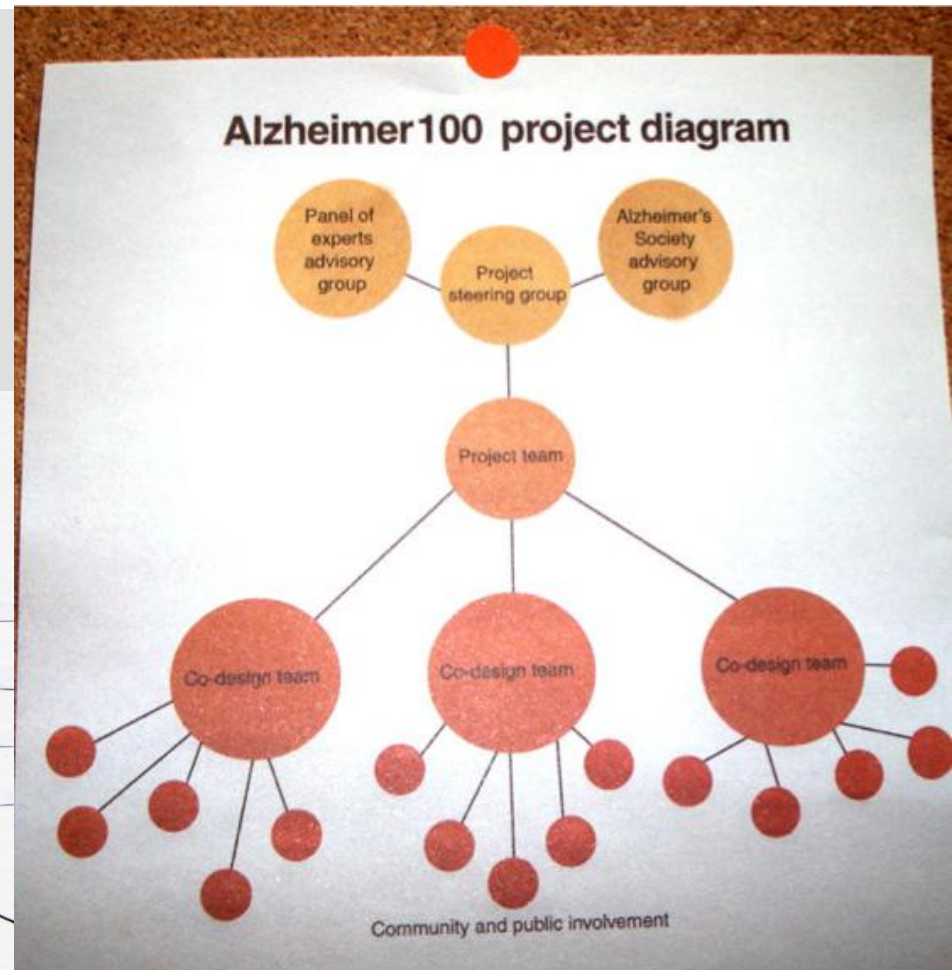 Alzheimer100 project diagram
Panel of
experts
advisory
group
Project
steering group
Alzheimer's
Society
advisory
group
Project team
Co-design team
Co-design team
Co-design team
Community and public involvement